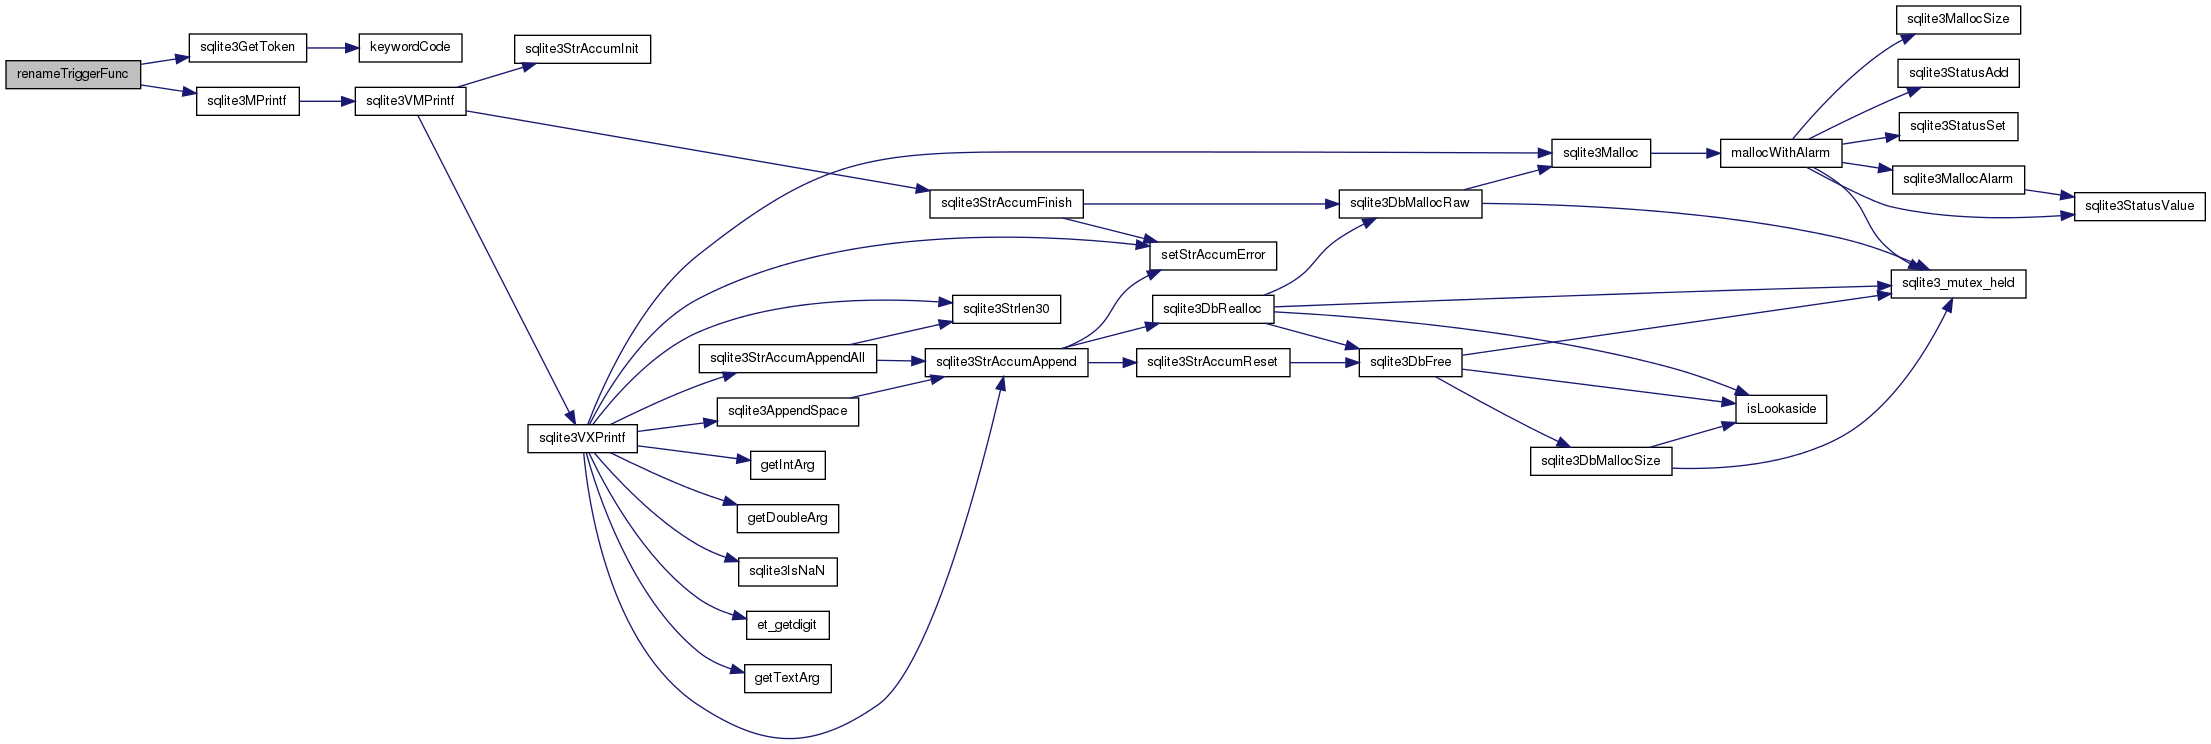 renameTriggerFunc
sqlite3GetToken
keywordCode
sqlite3MPrintf
sqlite3VMPrintf
sqlite3StrAccumInit
sqlite3StrAccumFinish
setStrAccumError
sqlite3Strlen30
sqlite3StrAccumAppendAll
sqlite3StrAccumAppend
sqlite3AppendSpace
sqlite3VXPrintf
getIntArg
getDoubleArg
sqlite3IsNaN
et_getdigit
getTextArg
sqlite3DbRealloc
sqlite3StrAccumReset
sqlite3DbMallocRaw
sqlite3DbFree
sqlite3Malloc
sqlite3DbMallocSize
mallocWithAlarm
isLookaside
sqlite3MallocSize
sqlite3StatusAdd
sqlite3StatusSet
sqlite3MallocAlarm
sqlite3StatusValue
sqlite3_mutex_held